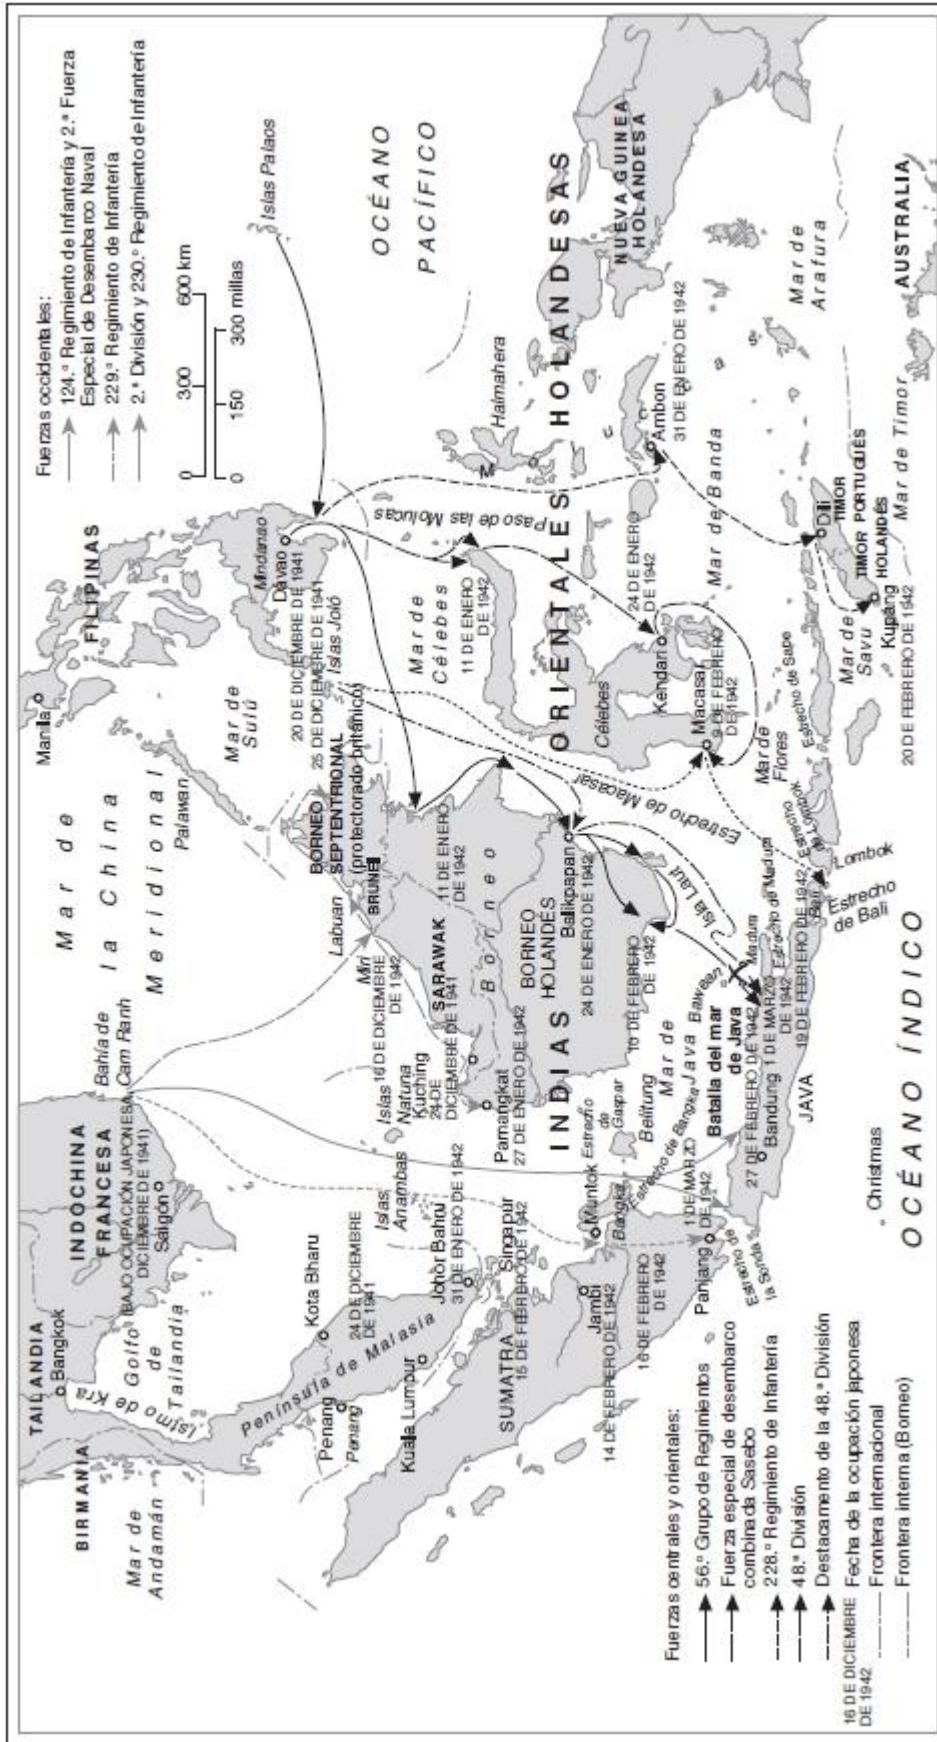 Fuerzas occidentales:
124.º Regimiento de Infantería y 2.ª Fuerza
Especial de Desembarco Naval
229.º Regimiento de Infantería
2.ª División y 230.º Regimiento de Infantería
0 300 600 km
0 150 300 millas
BIRMANIA
TAILANDIA
Bangkok
INDOCHINA
FRANCESA
(BAJO OCUPACIÓN JAPONESA,
DICIEMBRE DE 1941)
Saigón
Bahía de
Cam Ranh
Mar de
la China
Meridional
Manila
FILIPINAS
Palawan
Mar de
Sulú
Mindanao
Davao
20 DE DICIEMBRE DE 1941
25 DE DICIEMBRE DE 1941
Islas Joló
Islas Palaos
OCÉANO
PACÍFICO
Mar de
Andamán
Istmo de Kra
Golfo
de
Tailandia
Kota Bharu
Penang
Penang
24 DE DICIEMBRE
DE 1941
Península de Malasia
Kuala Lumpur
Johor Bahru
31 DE ENERO DE 1942
Singapur
15 DE FEBRERO DE 1942
Islas
Anambas
Islas
Natuna
Labuan
Miri
16 DE DICIEMBRE
DE 1942
BRUNEI
BORNEO
SEPTENTRIONAL
(protectorado británico)
SARAWAK
Kuching
24 DE
DICIEMBRE DE 1941
Pamangkat
27 DE ENERO DE 1942
11 DE ENERO
DE 1942
Borneo
BORNEO
HOLANDÉS
Balikpapan
24 DE ENERO DE 1942
10 DE FEBRERO
DE 1942
Isla Laut
Mar de
Célebes
11 DE ENERO
DE 1942
Paso de las Molucas
Halmahera
Molucas
INDIAS ORIENTALES HOLANDESAS
NUEVA GUINEA
HOLANDESA
Estrecho de Macasar
Célebes
Kendari
24 DE ENERO
DE 1942
Macasar
9 DE FEBRERO
DE 1942
Ambon
31 DE ENERO DE 1942
Mar de Banda
Mar de
Arafura
SUMATRA
Jambi
14 DE FEBRERO DE 1942
Muntok
Bangka
Estrecho
de
Gaspar
Belitung
Estrecho de Bangka
16 DE FEBRERO
DE 1942
Panjang
1 DE MARZO
DE 1942
Estrecho de
la Sonda
Mar de
Java
Bawean
Batalla del mar
de Java
27 DE FEBRERO DE 1942
Bandung
1 DE MARZO
DE 1942
JAVA
Madura
Estrecho de Madura
19 DE FEBRERO DE 1942
Bali
Estrecho
de Bali
Lombok
Estrecho
de Lombok
Mar de
Flores
Estrecho de Sape
Mar de
Savu
Kupang
20 DE FEBRERO DE 1942
Dili
TIMOR
PORTUGUÉS
TIMOR
HOLANDÉS
Mar de Timor
AUSTRALIA
Christmas
OCÉANO ÍNDICO
Fuerzas centrales y orientales:
56.º Grupo de Regimientos
Fuerza especial de desembarco
combinada Sasebo
228.º Regimiento de Infantería
48.ª División
Destacamento de la 48.ª División
16 DE DICIEMBRE
DE 1942
Fecha de la ocupación japonesa
Frontera internacional
Frontera interna (Borneo)